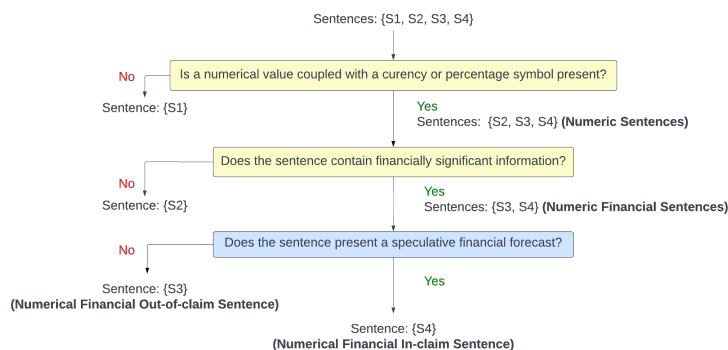 Sentences: {S1, S2, S3, S4}
Is a numerical value coupled with a curency or percentage symbol present?
No
Sentence: {S1}
Yes
Sentences: {S2, S3, S4} (Numeric Sentences)
Does the sentence contain financially significant information?
No
Sentence: {S2}
Yes
Sentences: {S3, S4} (Numeric Financial Sentences)
Does the sentence present a speculative financial forecast?
No
Sentence: {S3}
(Numerical Financial Out-of-claim Sentence)
Yes
Sentence: {S4}
(Numerical Financial In-claim Sentence)